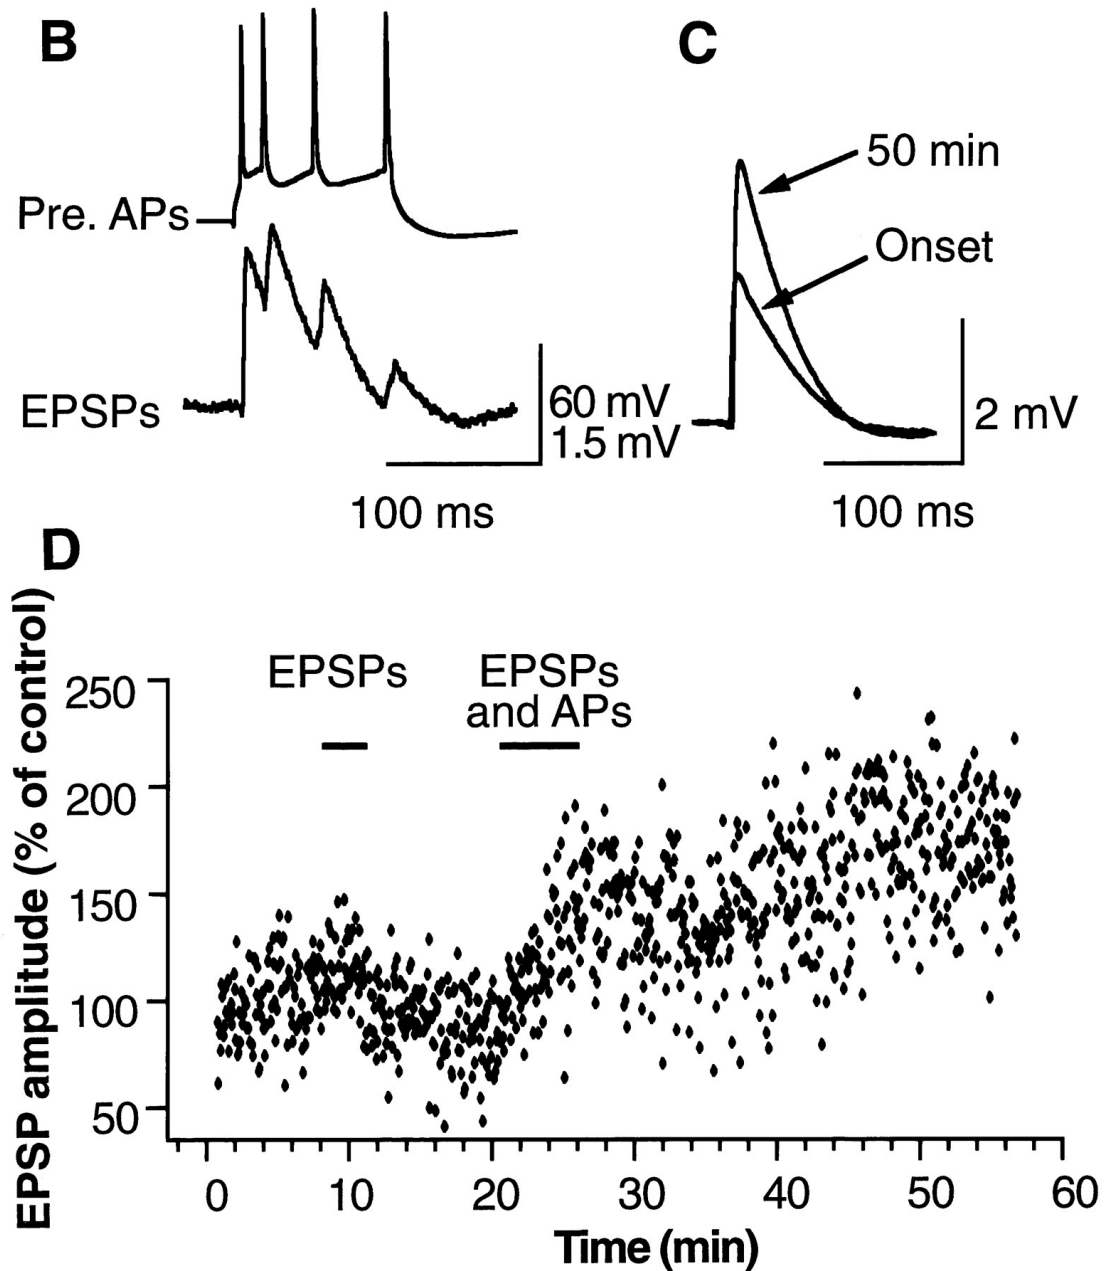 B
C
50 min
Pre. APs
Onset
EPSPs
60 mV
1.5 mV
2 mV
100 ms
100 ms
D
EPSP amplitude (% of control)
EPSPs
EPSPs
and APs
250
200
150
100
50
0 10 20 30 40 50 60
Time (min)